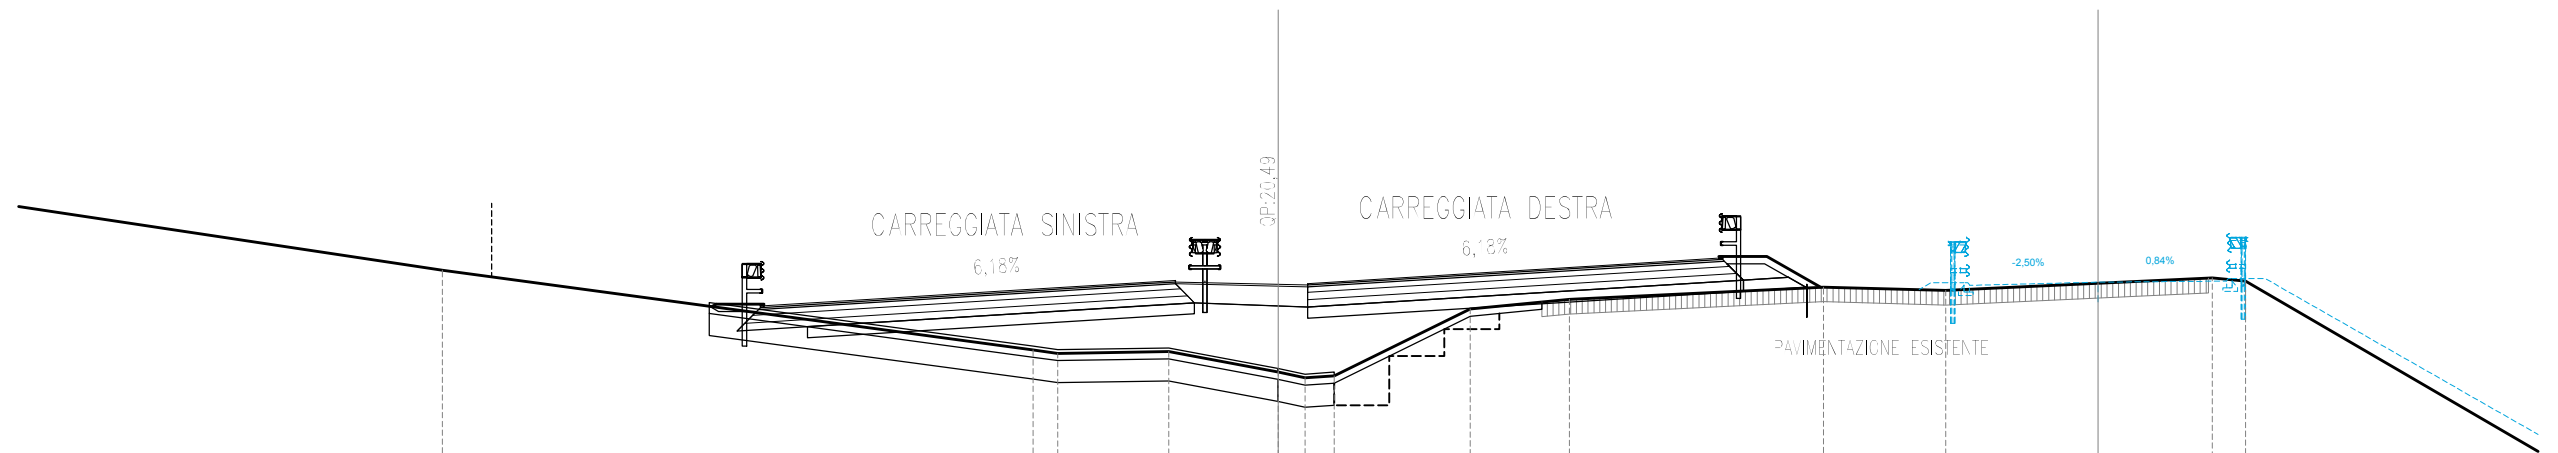 CARREGGIATA SINISTRA
6,18%
QP:20,49
CARREGGIATA DESTRA
6,18%
-2,50%
0,84%
PAVIMENTAZIONE ESISTENTE